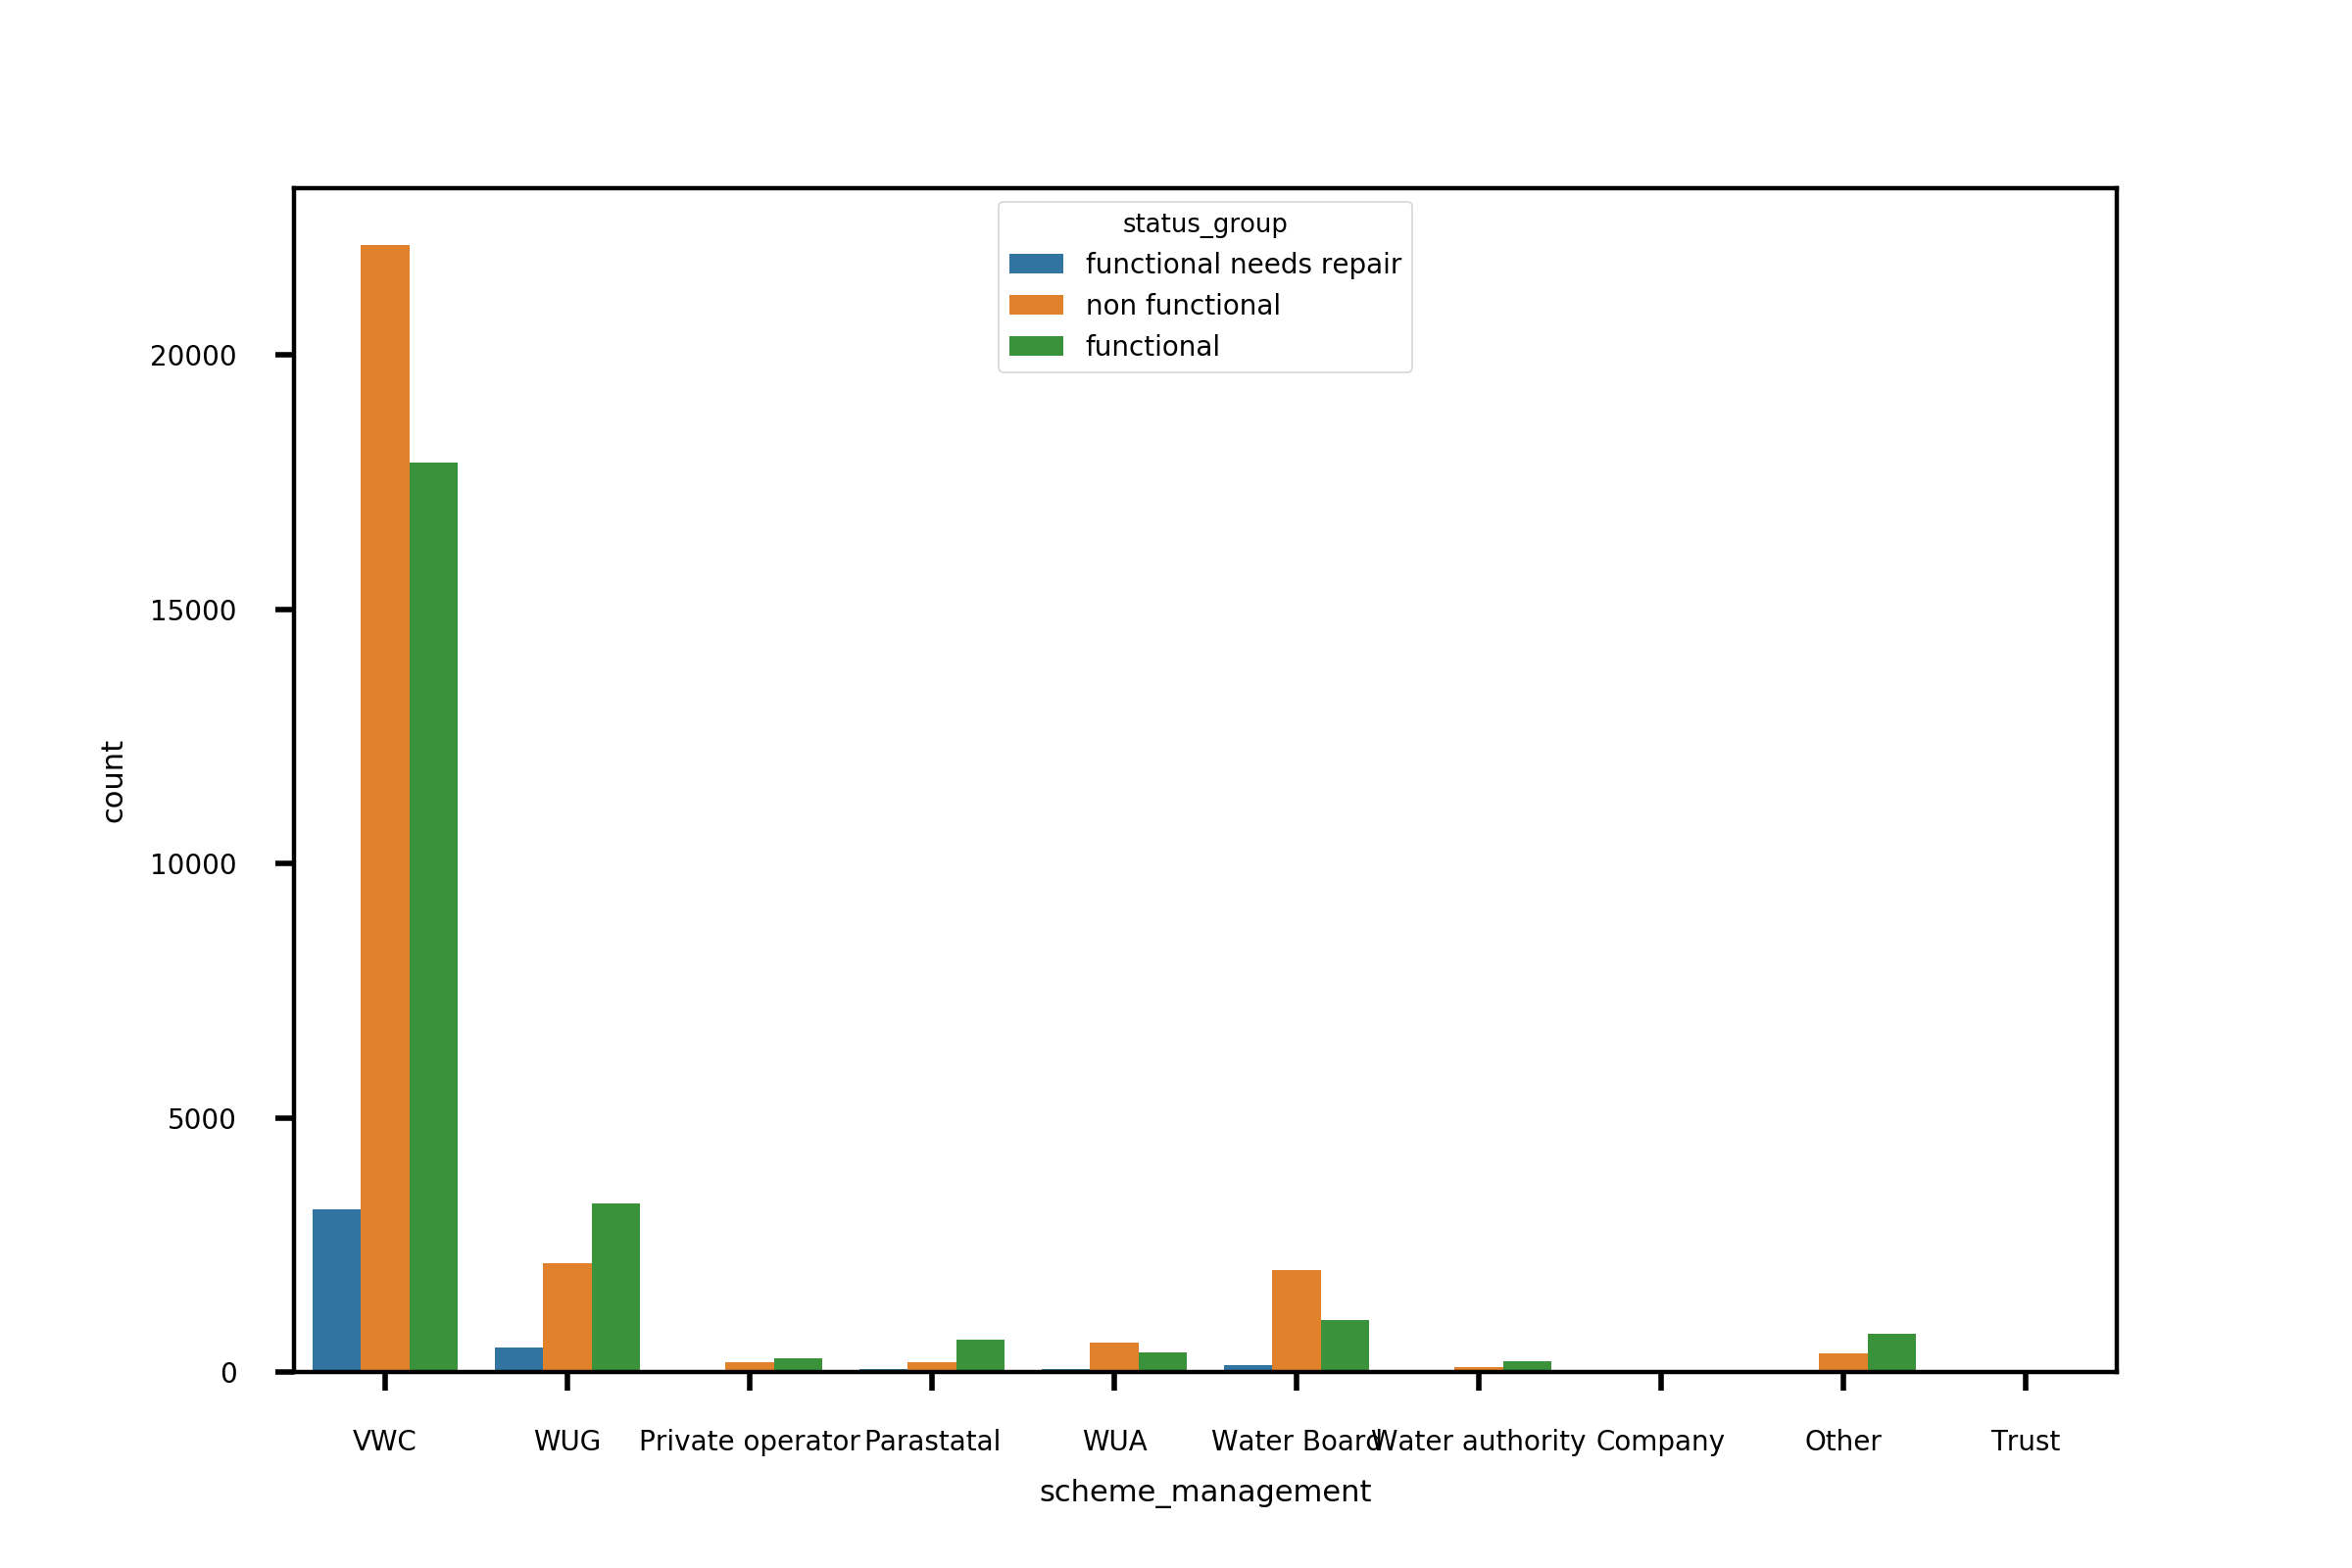 status_group
functional needs repair
non functional
functional
20000
15000
10000
5000
0
count
VWC WUG Private operator Parastatal WUA Water Board Water authority Company Other Trust
scheme_management